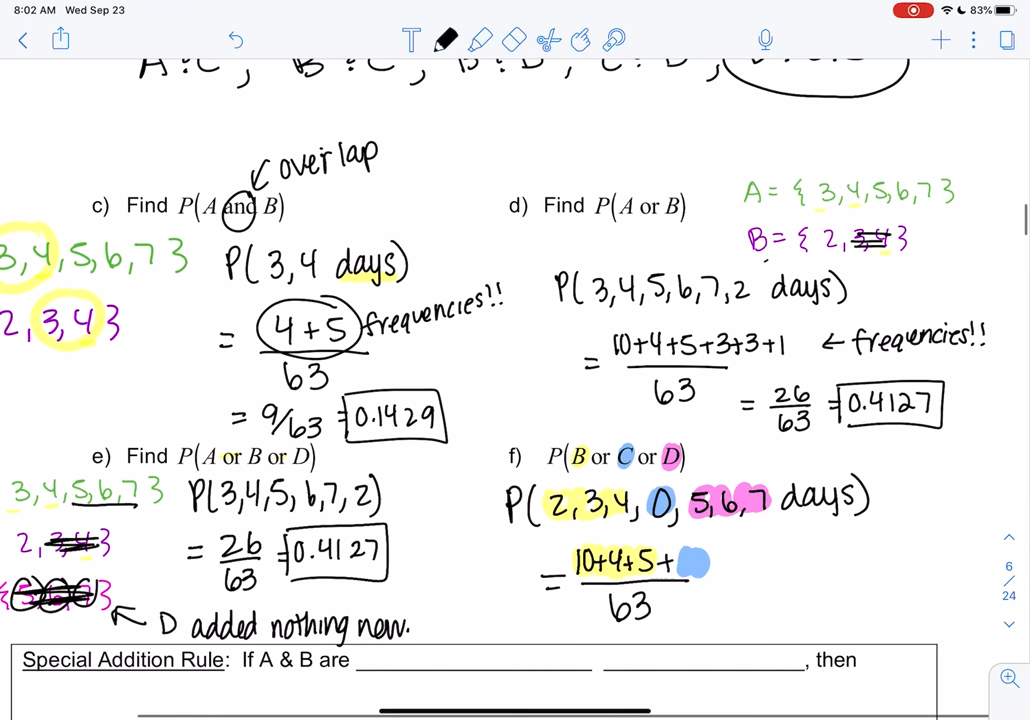 8:02 AM Wed Sep 23
83%
T
A : C , B : C , B : D , C : D ,
overlap
c) Find P(A and B)
d) Find P(A or B)
A = { 3, 4, 5, 6, 7 }
B = { 2, 3, 4 }
3, 4, 5, 6, 7 }
2, 3, 4 }
P( 3, 4 days)
= 4 + 5 frequencies!!
63
= 9/63 = 0.1429
P( 3, 4, 5, 6, 7, 2 days)
= 10+4+5+3+3+1 ← frequencies!!
63
= 26/63 = 0.4127
e) Find P(A or B or D)
f) P(B or C or D)
3, 4, 5, 6, 7 }
2, 3, 4 }
{ 5, 6, 7 }
P(3, 4, 5, 6, 7, 2)
= 26/63 = 0.4127
D added nothing new.
P( 2, 3, 4, 0, 5, 6, 7 days)
= 10+4+5+
63
6
/
24
Special Addition Rule: If A & B are ____________ ____________, then